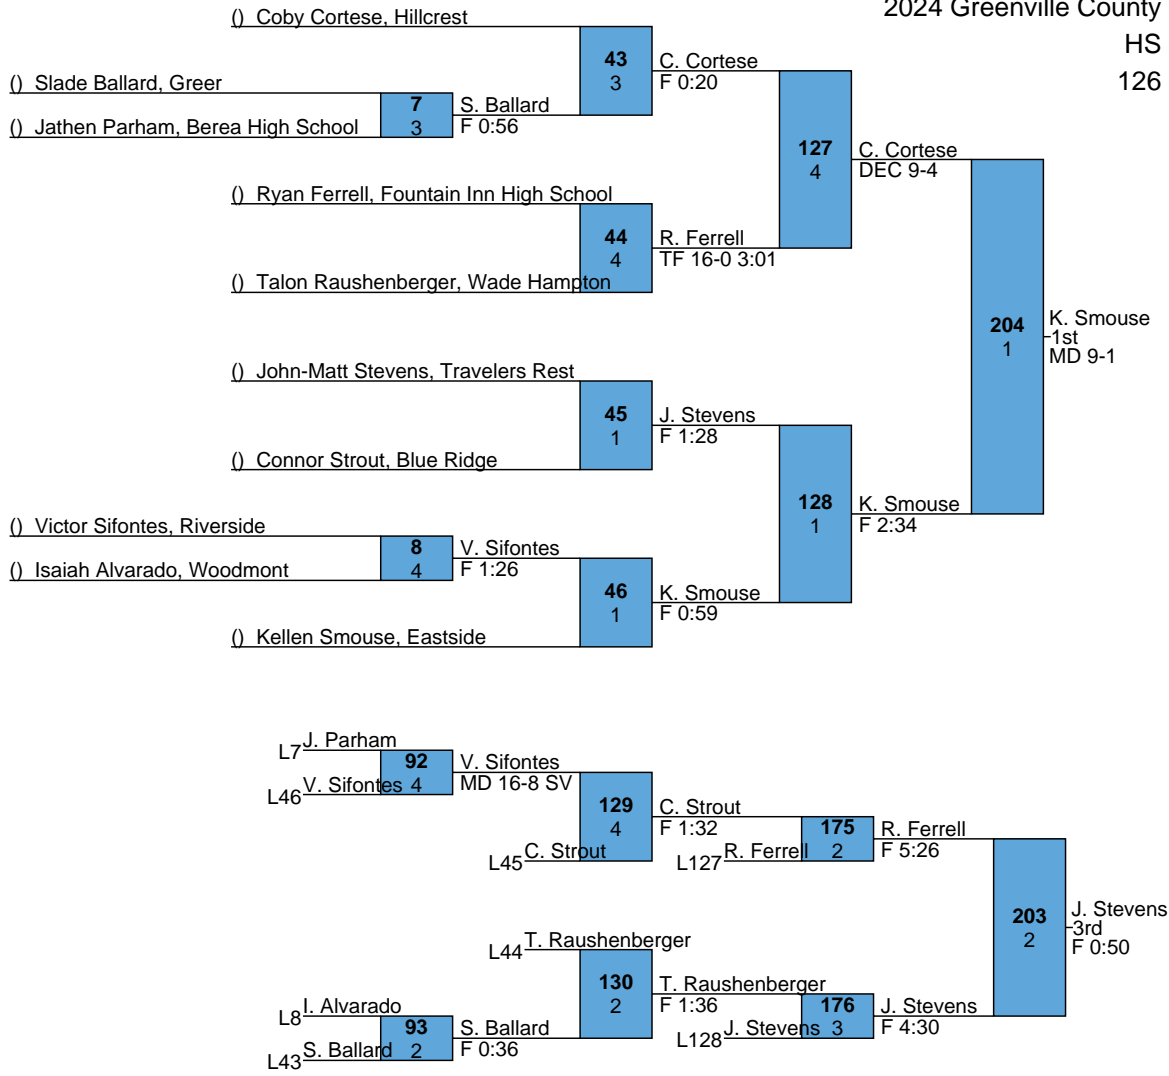 2024 Greenville County
HS
126
() Coby Cortese, Hillcrest
43
3
C. Cortese
F 0:20
() Slade Ballard, Greer
7
3
S. Ballard
F 0:56
() Jathen Parham, Berea High School
127
4
C. Cortese
DEC 9-4
() Ryan Ferrell, Fountain Inn High School
44
4
R. Ferrell
TF 16-0 3:01
() Talon Raushenberger, Wade Hampton
204
1
K. Smouse
1st
MD 9-1
() John-Matt Stevens, Travelers Rest
45
1
J. Stevens
F 1:28
() Connor Strout, Blue Ridge
128
1
K. Smouse
F 2:34
() Victor Sifontes, Riverside
8
4
V. Sifontes
F 1:26
() Isaiah Alvarado, Woodmont
46
1
K. Smouse
F 0:59
() Kellen Smouse, Eastside
L7 J. Parham
92
4
V. Sifontes
MD 16-8 SV
L46 V. Sifontes
129
4
C. Strout
F 1:32
L45 C. Strout
175
2
R. Ferrell
F 5:26
L127 R. Ferrell
203
2
J. Stevens
3rd
F 0:50
L44 T. Raushenberger
130
2
T. Raushenberger
F 1:36
L8 I. Alvarado
93
2
S. Ballard
F 0:36
L43 S. Ballard
176
3
J. Stevens
F 4:30
L128 J. Stevens